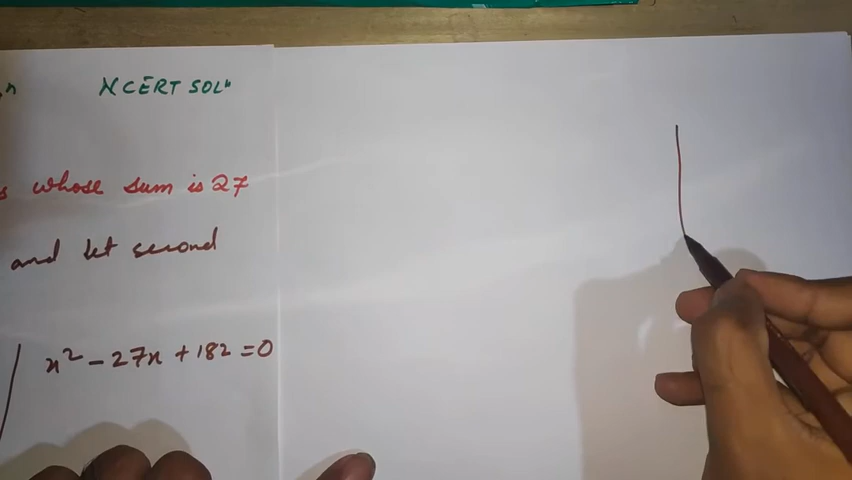 NCERT SOLⁿ
whose sum is 27
and let second
x² - 27x + 182 = 0